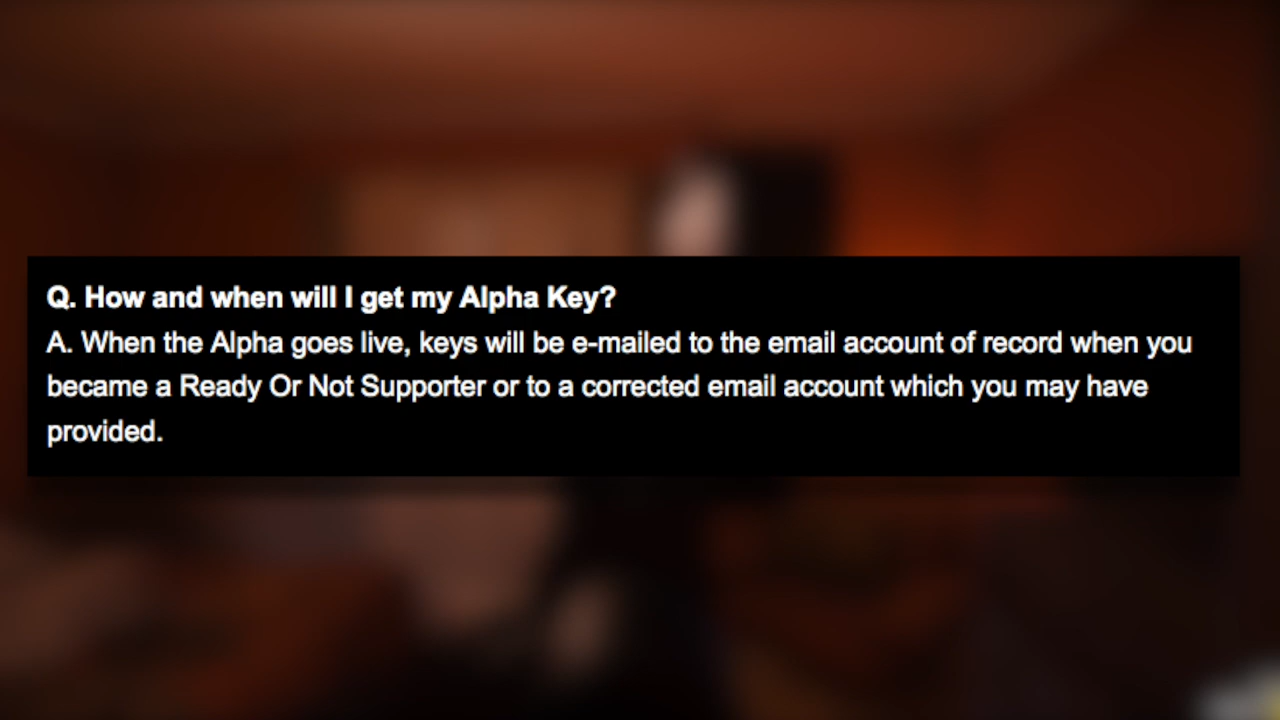 Q. How and when will I get my Alpha Key?
A. When the Alpha goes live, keys will be e-mailed to the email account of record when you
became a Ready Or Not Supporter or to a corrected email account which you may have
provided.